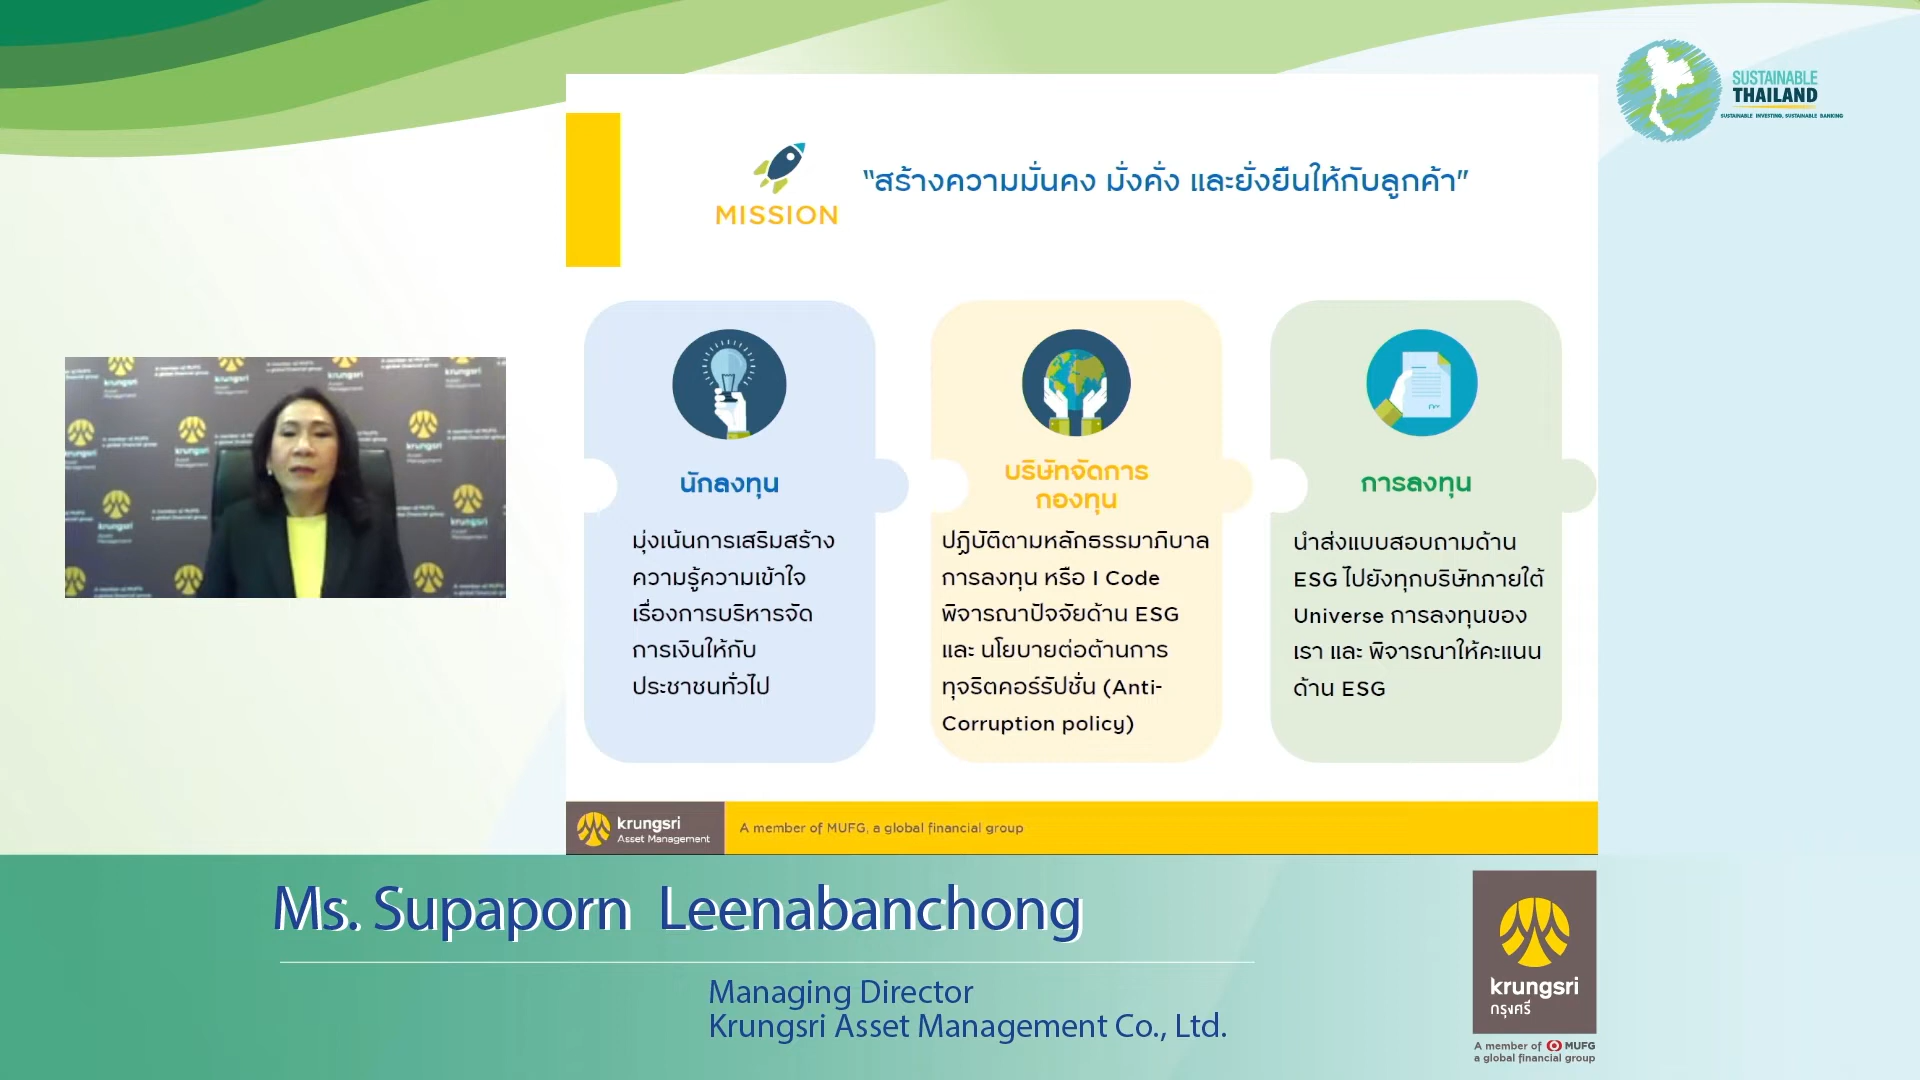 SUSTAINABLE
THAILAND
SUSTAINABLE INVESTING, SUSTAINABLE BANKING
MISSION
“สร้างความมั่นคง มั่งคั่ง และยั่งยืนให้กับลูกค้า”
นักลงทุน
มุ่งเน้นการเสริมสร้าง
ความรู้ความเข้าใจ
เรื่องการบริหารจัด
การเงินให้กับ
ประชาชนทั่วไป
บริษัทจัดการ
กองทุน
ปฏิบัติตามหลักธรรมาภิบาล
การลงทุน หรือ I Code
พิจารณาปัจจัยด้าน ESG
และ นโยบายต่อต้านการ
ทุจริตคอร์รัปชั่น (Anti-
Corruption policy)
การลงทุน
นำส่งแบบสอบถามด้าน
ESG ไปยังทุกบริษัทภายใต้
Universe การลงทุนของ
เรา และ พิจารณาให้คะแนน
ด้าน ESG
krungsri
Asset Management
A member of MUFG, a global financial group
Ms. Supaporn Leenabanchong
Managing Director
Krungsri Asset Management Co., Ltd.
krungsri
กรุงศรี
A member of MUFG
a global financial group